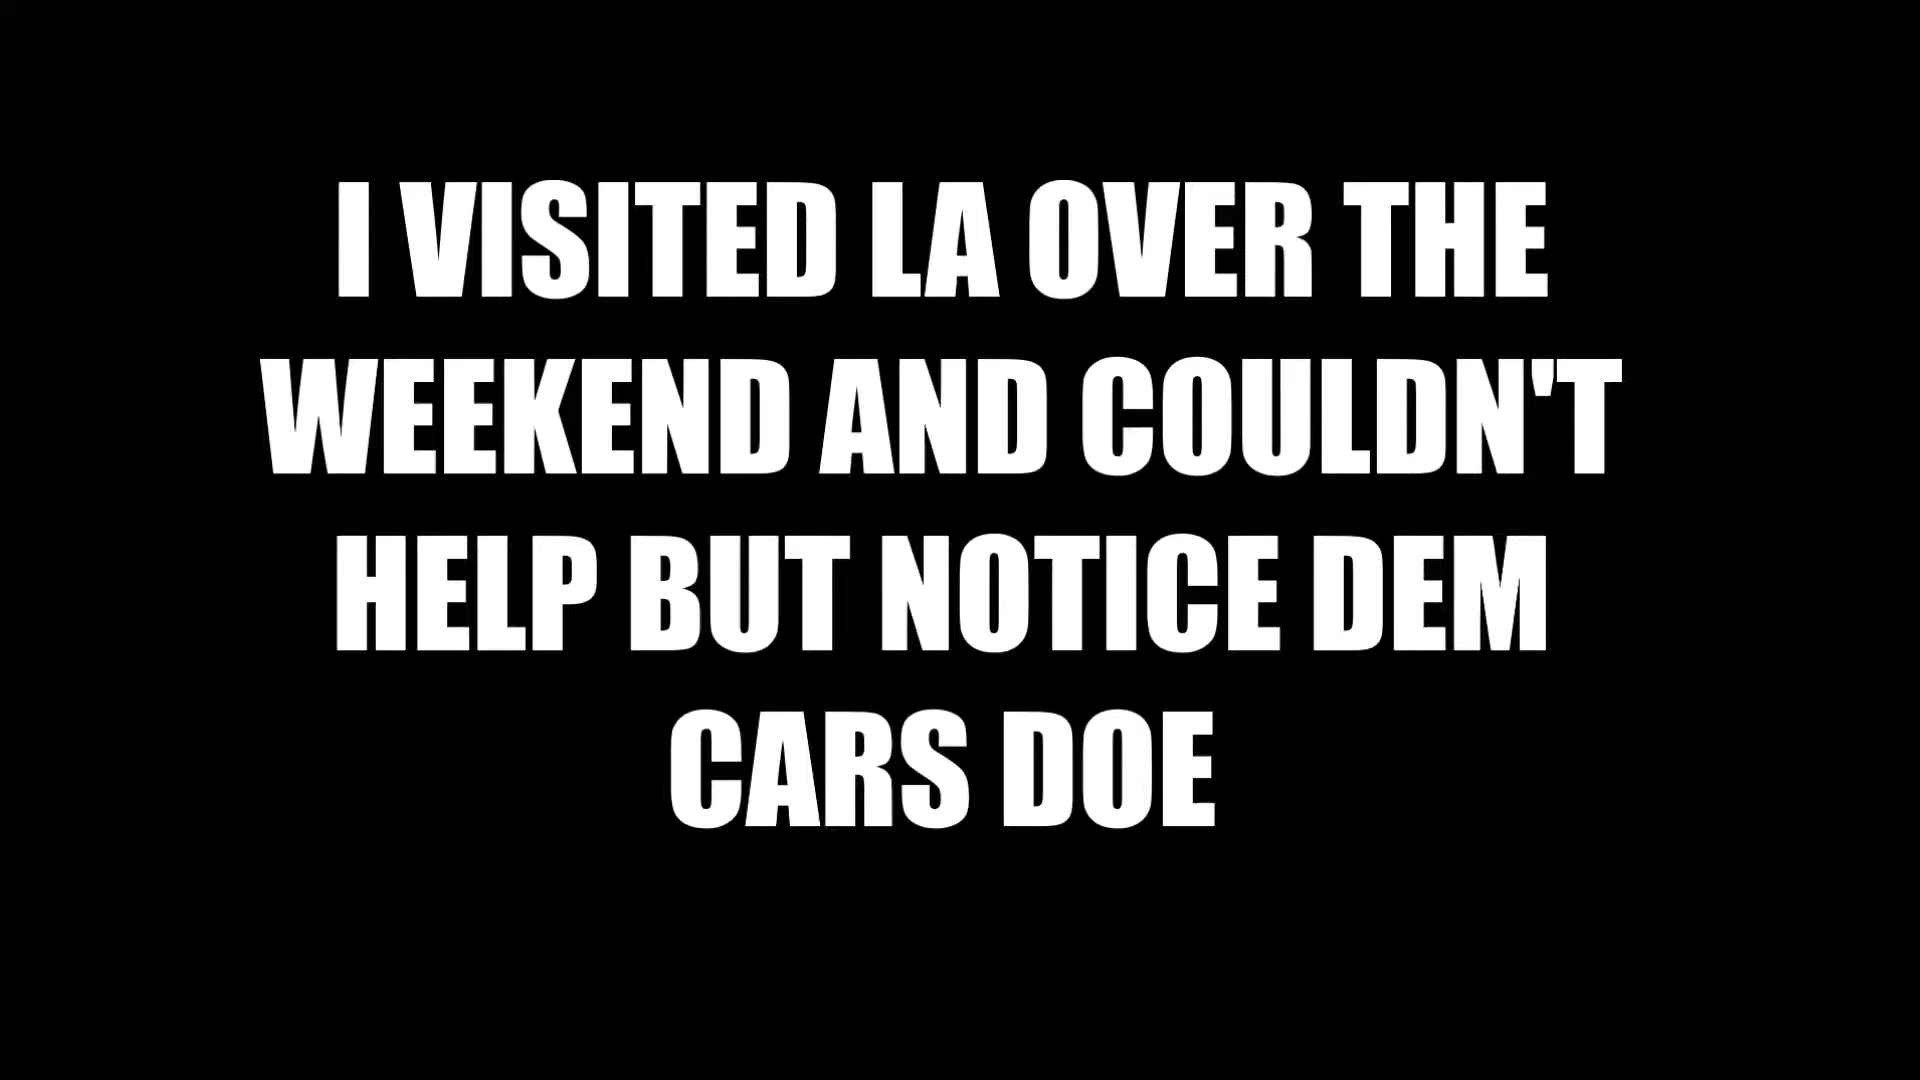 I VISITED LA OVER THE
WEEKEND AND COULDN'T
HELP BUT NOTICE DEM
CARS DOE